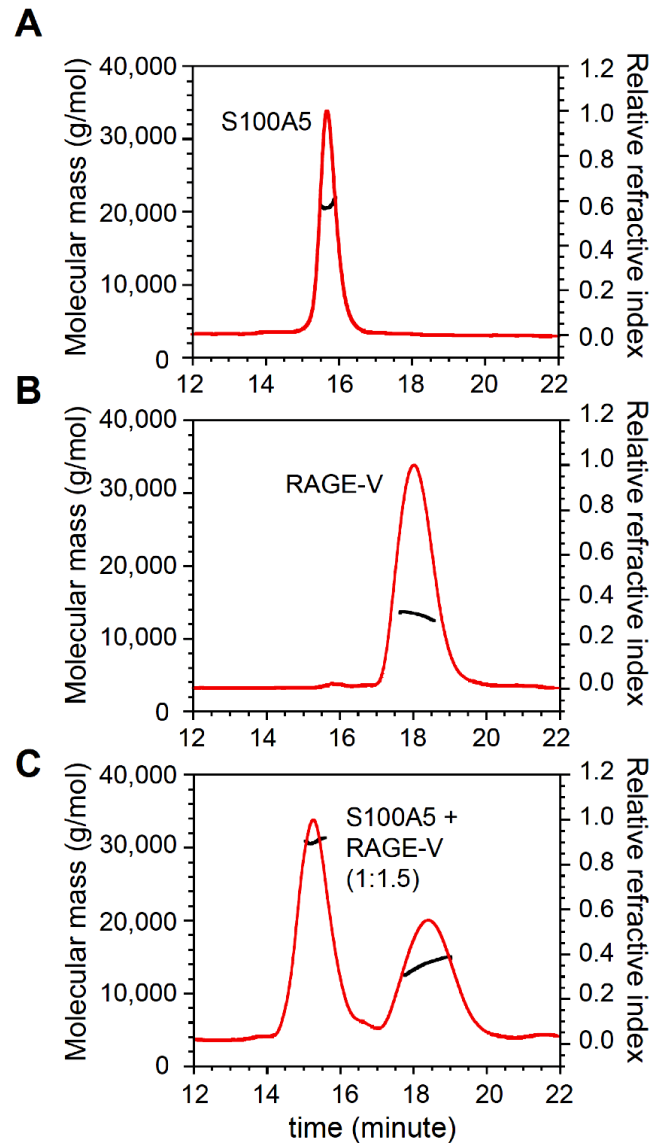 A
Molecular mass (g/mol)
40,000
30,000
20,000
10,000
0
S100A5
1.2
1.0
0.8
0.6
0.4
0.2
0.0
Relative refractive index
12 14 16 18 20 22
B
Molecular mass (g/mol)
40,000
30,000
20,000
10,000
0
RAGE-V
1.2
1.0
0.8
0.6
0.4
0.2
0.0
Relative refractive index
12 14 16 18 20 22
C
Molecular mass (g/mol)
40,000
30,000
20,000
10,000
0
S100A5 +
RAGE-V
(1:1.5)
1.2
1.0
0.8
0.6
0.4
0.2
0.0
Relative refractive index
12 14 16 18 20 22
time (minute)